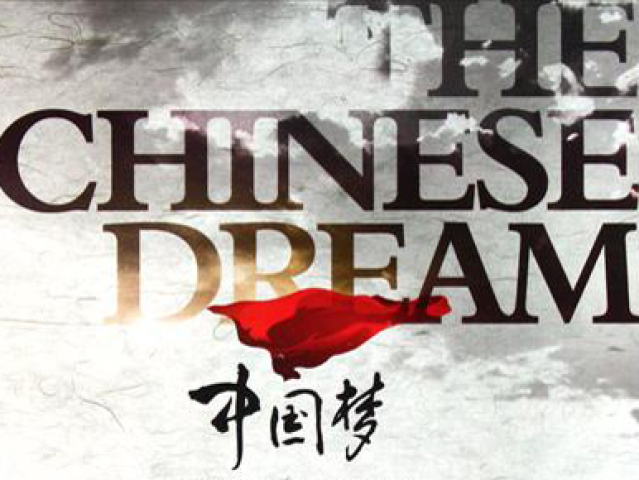 THE
CHINESE
DREAM
中国梦